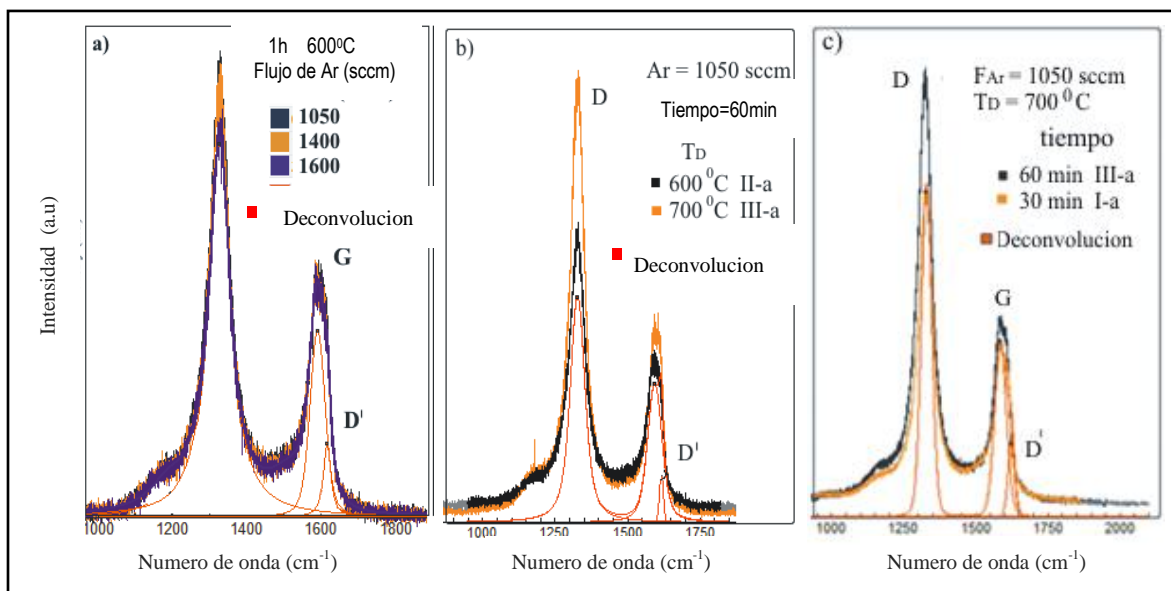 a)
1h 600⁰C
Flujo de Ar (sccm)
1050
1400
1600
Deconvolucion
G
D'
Intensidad (a.u)
1000 1200 1400 1600 1800
Numero de onda (cm⁻¹)
b)
Ar = 1050 sccm
D
Tiempo=60min
TD
600 ⁰C II-a
700 ⁰C III-a
Deconvolucion
D'
1000 1250 1500 1750
Numero de onda (cm⁻¹)
c)
FAr = 1050 sccm
D
TD = 700 ⁰C
tiempo
60 min III-a
30 min I-a
Deconvolucion
G
D'
1000 1250 1500 1750 2000
Numero de onda (cm⁻¹)